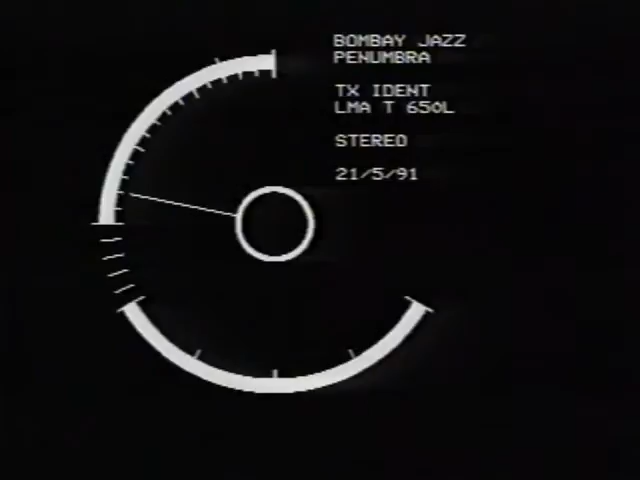 BOMBAY JAZZ
PENUMBRA
TX IDENT
LMA T 650L
STEREO
21/5/91